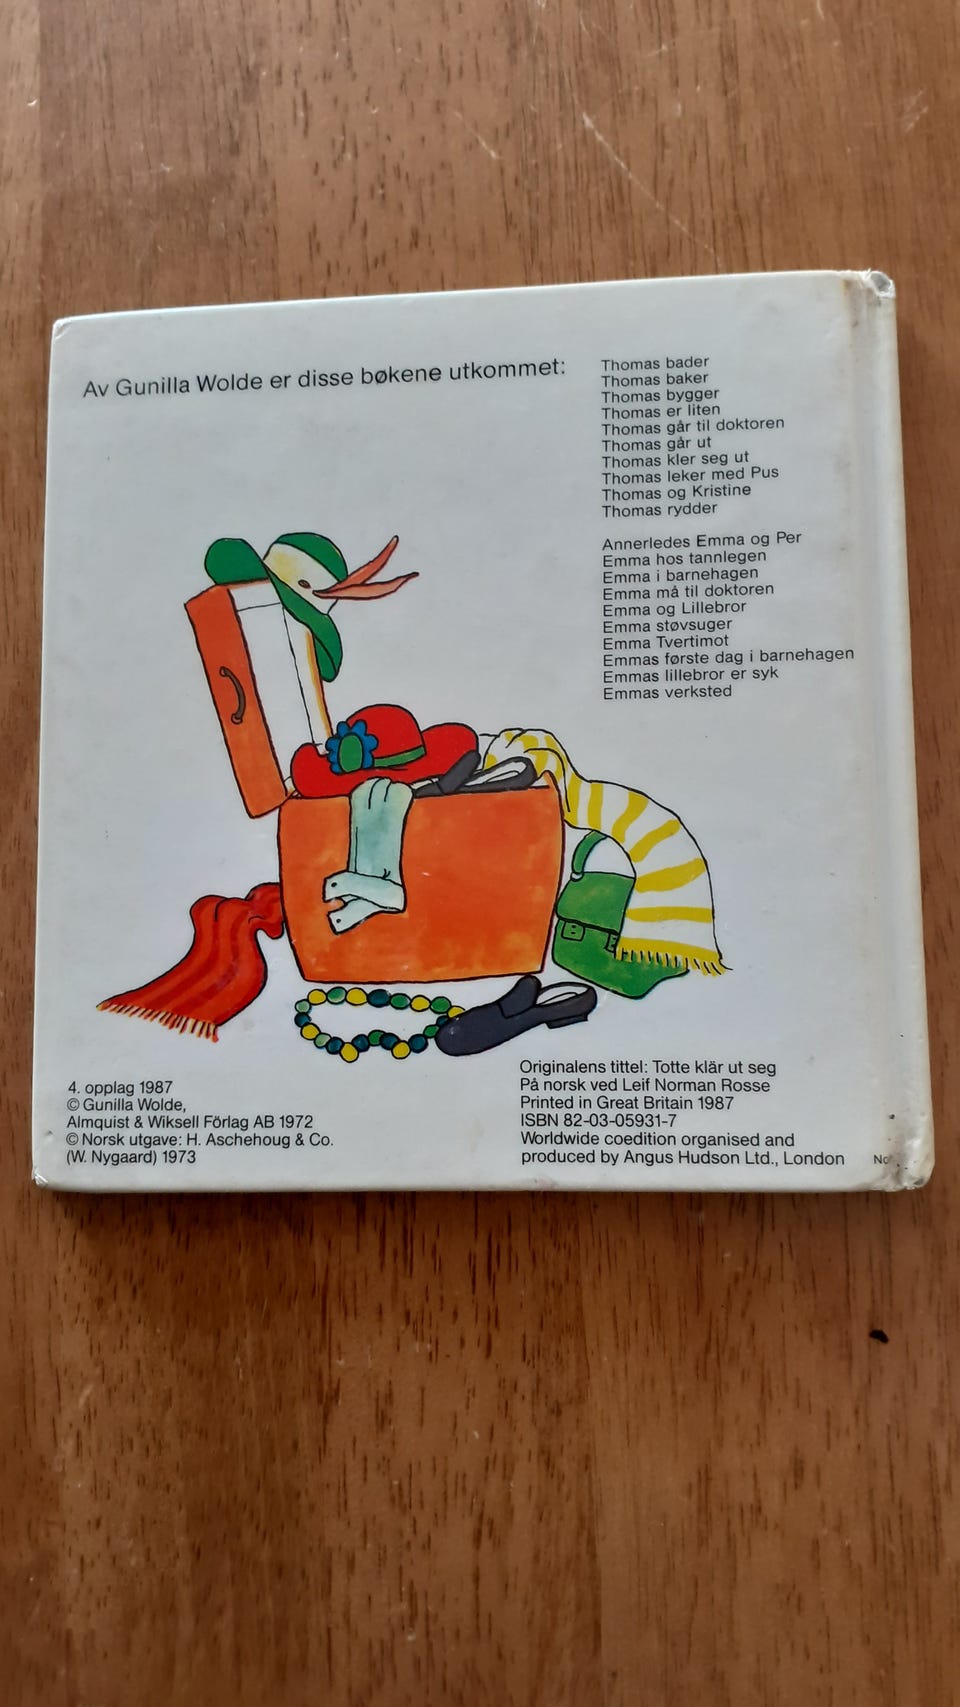 Av Gunilla Wolde er disse bøkene utkommet:
Thomas bader
Thomas baker
Thomas bygger
Thomas er liten
Thomas går til doktoren
Thomas går ut
Thomas kler seg ut
Thomas leker med Pus
Thomas og Kristine
Thomas rydder
Annerledes Emma og Per
Emma hos tannlegen
Emma i barnehagen
Emma må til doktoren
Emma og Lillebror
Emma støvsuger
Emma Tvertimot
Emmas første dag i barnehagen
Emmas lillebror er syk
Emmas verksted
4. opplag 1987
© Gunilla Wolde,
Almquist & Wiksell Förlag AB 1972
© Norsk utgave: H. Aschehoug & Co.
(W. Nygaard) 1973
Originalens tittel: Totte klär ut seg
På norsk ved Leif Norman Rosse
Printed in Great Britain 1987
ISBN 82-03-05931-7
Worldwide coedition organised and
produced by Angus Hudson Ltd., London